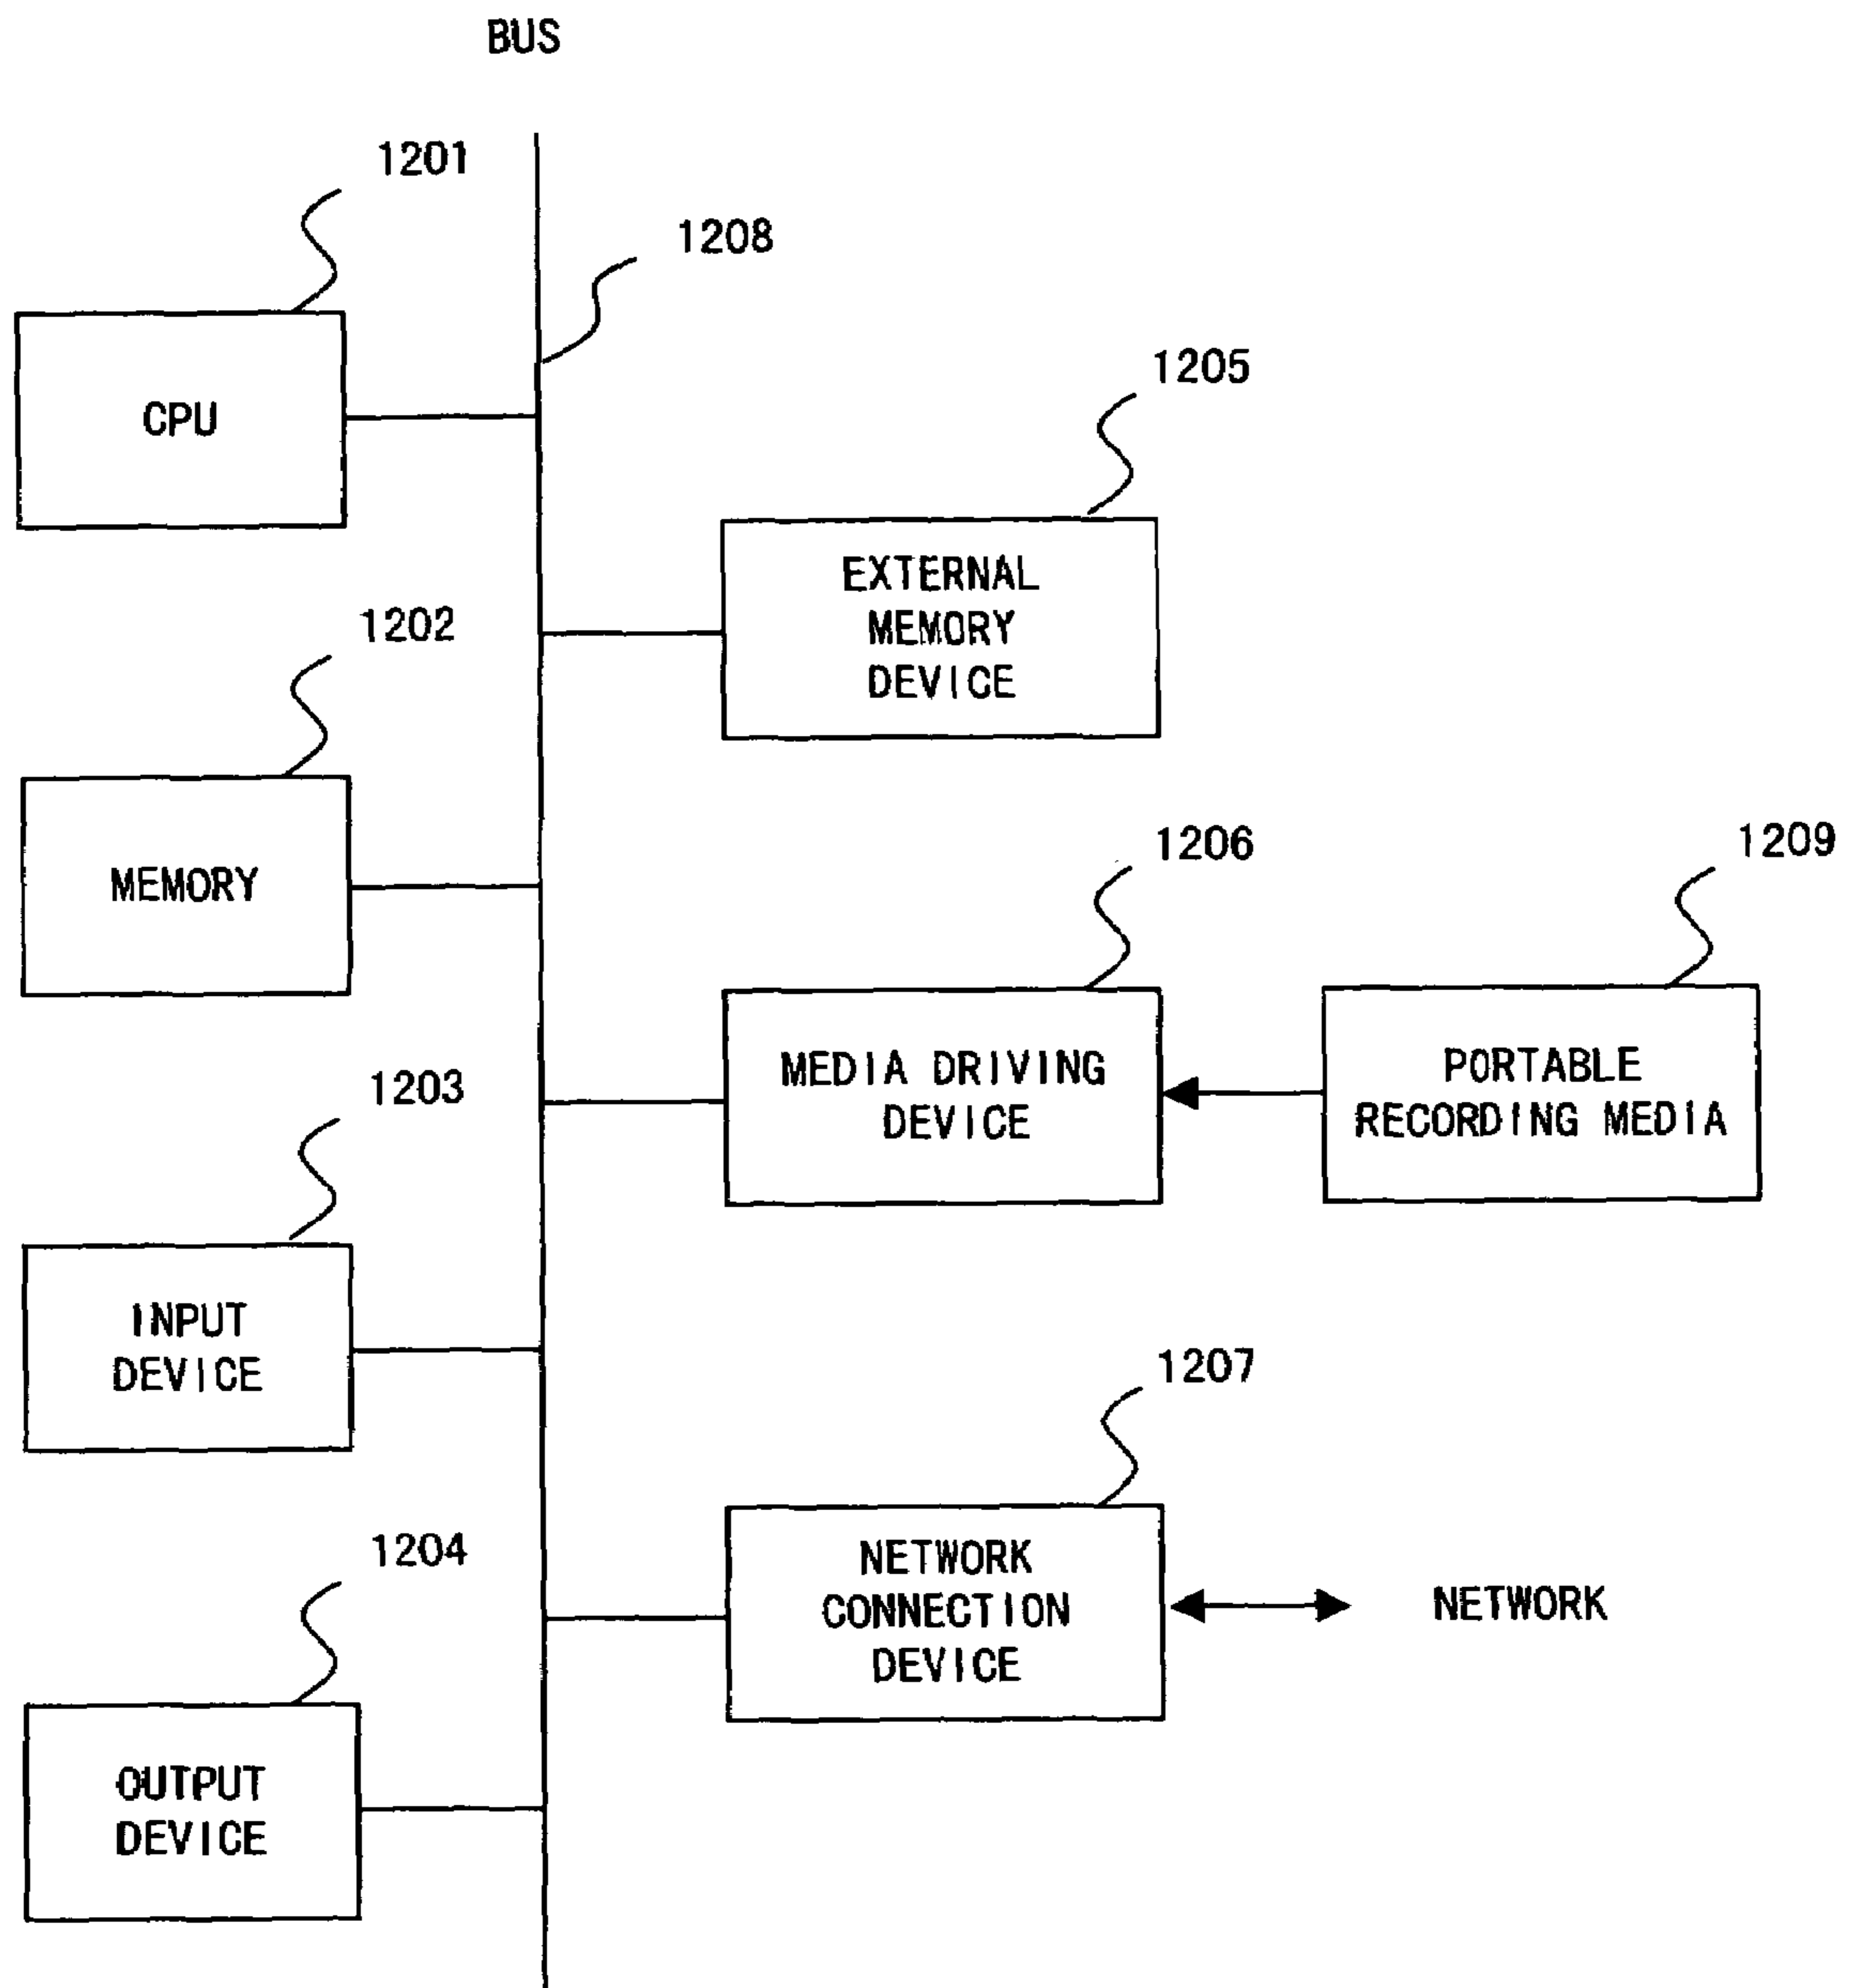 BUS
1201
1208
CPU
1205
EXTERNAL
MEMORY
DEVICE
1202
MEMORY
1206
1209
MEDIA DRIVING
DEVICE
PORTABLE
RECORDING MEDIA
1203
INPUT
DEVICE
1207
NETWORK
CONNECTION
DEVICE
NETWORK
1204
OUTPUT
DEVICE